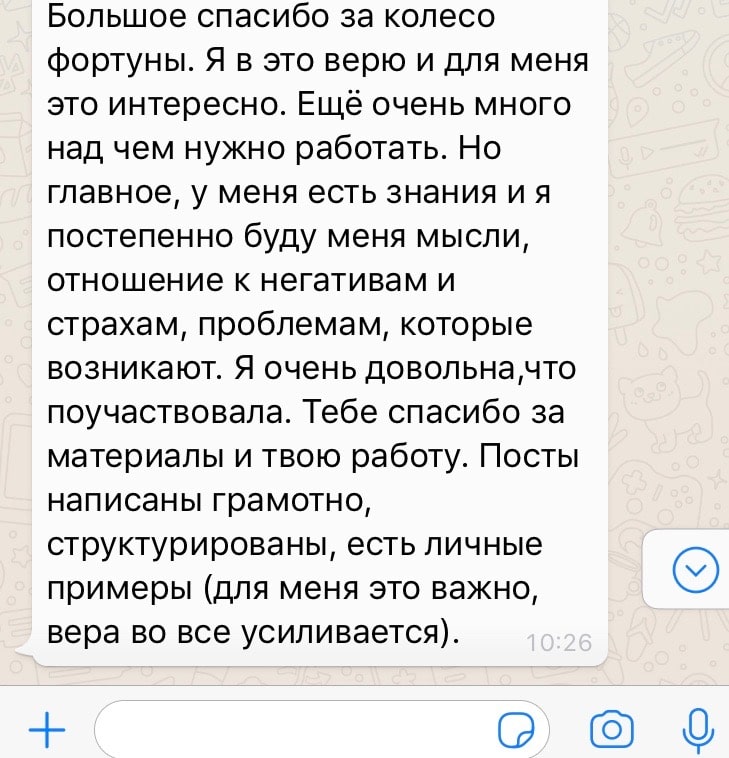 Большое спасибо за колесо
фортуны. Я в это верю и для меня
это интересно. Ещё очень много
над чем нужно работать. Но
главное, у меня есть знания и я
постепенно буду меня мысли,
отношение к негативам и
страхам, проблемам, которые
возникают. Я очень довольна,что
поучаствовала. Тебе спасибо за
материалы и твою работу. Посты
написаны грамотно,
структурированы, есть личные
примеры (для меня это важно,
вера во все усиливается).
10:26